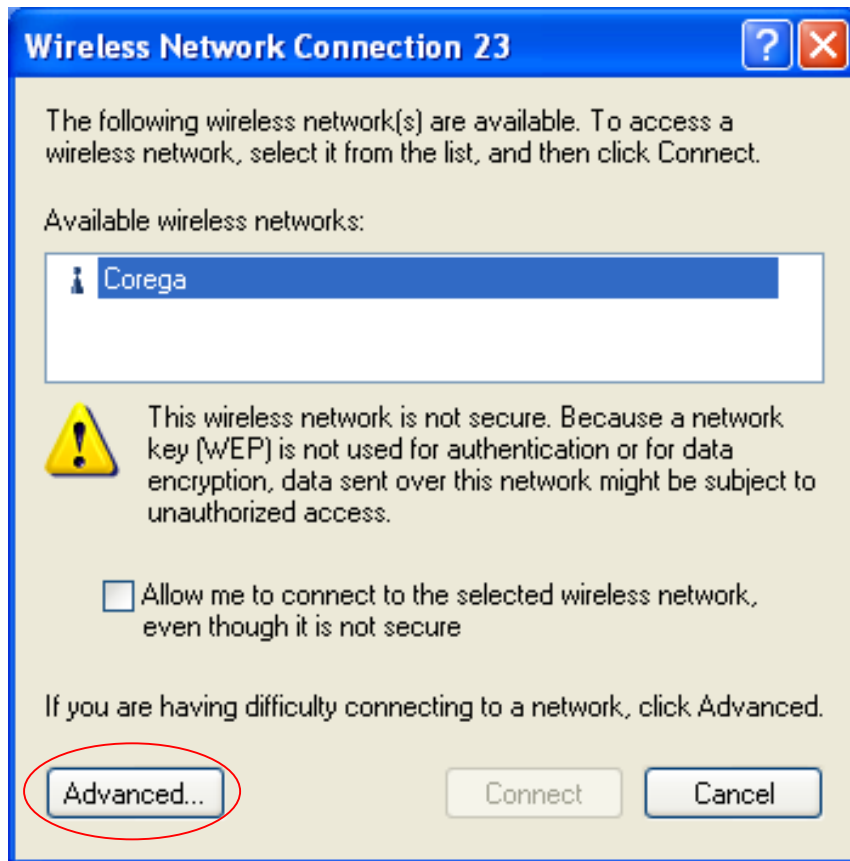 Wireless Network Connection 23
The following wireless network(s) are available. To access a
wireless network, select it from the list, and then click Connect.
Available wireless networks:
Corega
This wireless network is not secure. Because a network
key (WEP) is not used for authentication or for data
encryption, data sent over this network might be subject to
unauthorized access.
Allow me to connect to the selected wireless network,
even though it is not secure
If you are having difficulty connecting to a network, click Advanced.
Advanced... Connect Cancel